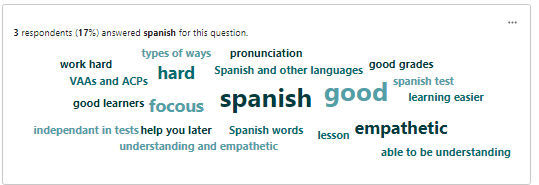 ...
3 respondents (17%) answered spanish for this question.
types of ways pronunciation
work hard hard Spanish and other languages good grades
VAAs and ACPs spanish test
good learners focous spanish good learning easier
independant in tests help you later Spanish words lesson empathetic
understanding and empathetic able to be understanding